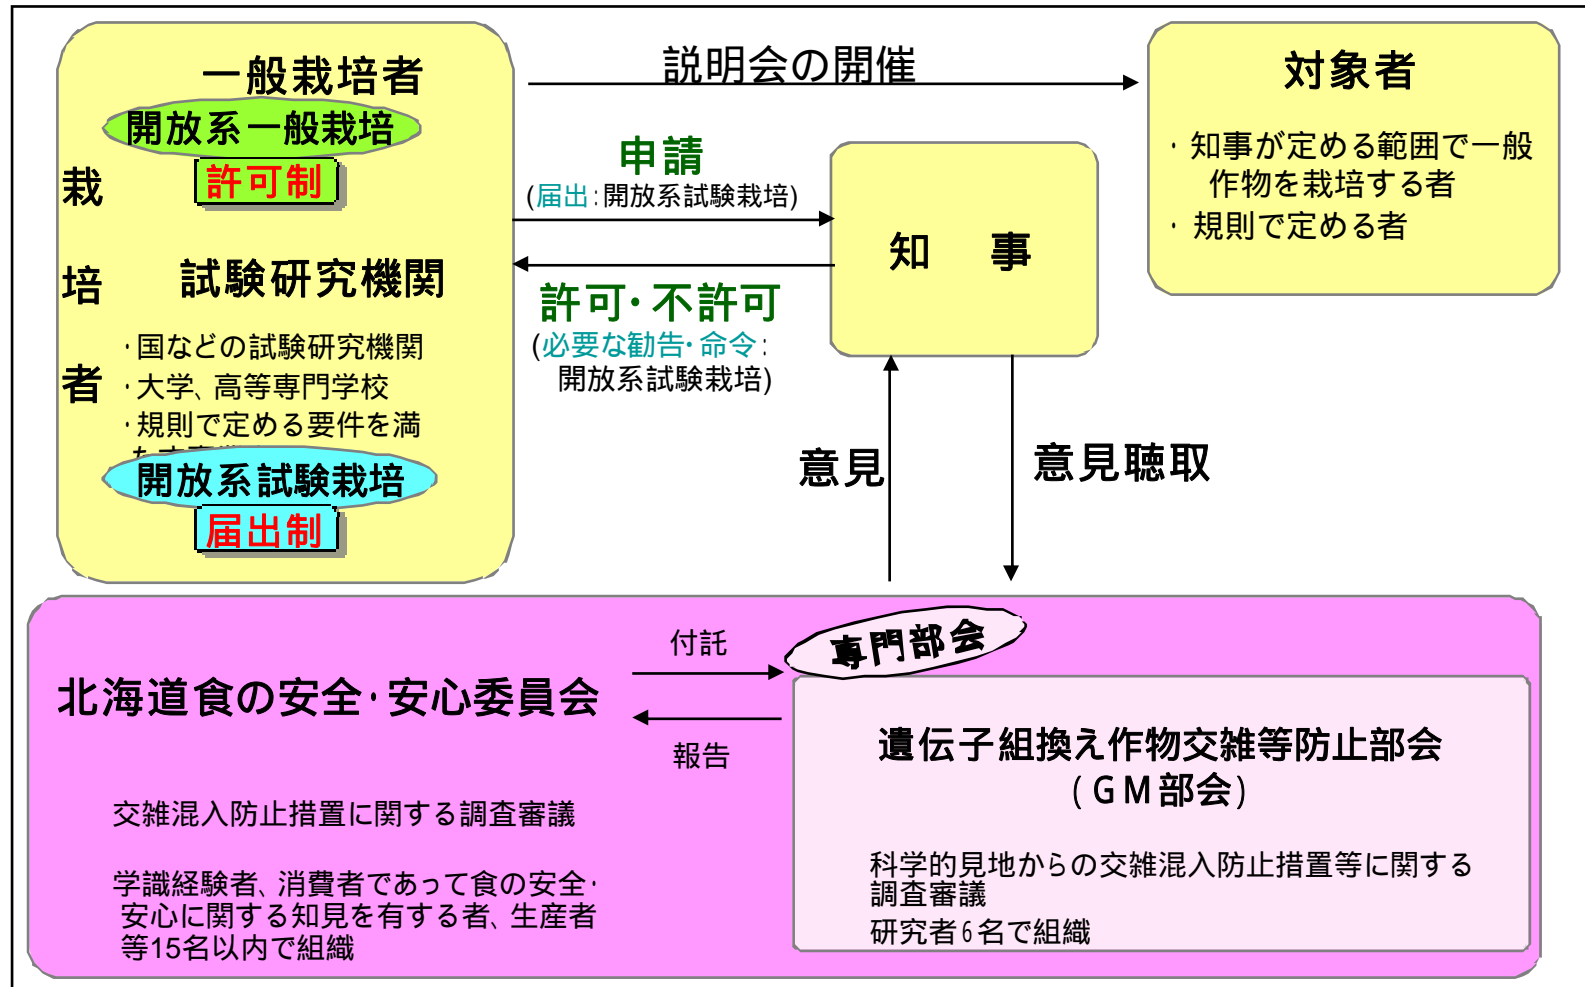 一般栽培者
開放系一般栽培
許可制
栽培者
試験研究機関
・国などの試験研究機関
・大学、高等専門学校
・規則で定める要件を満
開放系試験栽培
届出制
説明会の開催
対象者
・知事が定める範囲で一般
作物を栽培する者
・規則で定める者
申請
(届出:開放系試験栽培)
知 事
許可・不許可
(必要な勧告・命令:
開放系試験栽培)
意見
意見聴取
北海道食の安全・安心委員会
付託
報告
交雑混入防止措置に関する調査審議
学識経験者、消費者であって食の安全・
安心に関する知見を有する者、生産者
等15名以内で組織
専門部会
遺伝子組換え作物交雑等防止部会
(GM部会)
科学的見地からの交雑混入防止措置等に関する
調査審議
研究者6名で組織